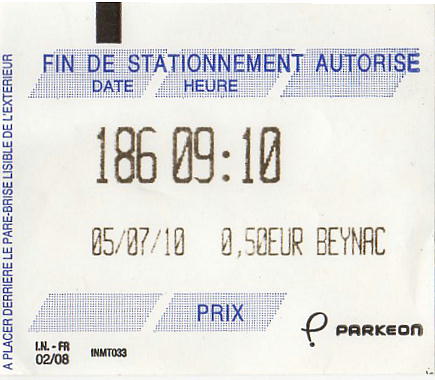 FIN DE STATIONNEMENT AUTORISE
DATE HEURE
186 09:10
05/07/10 0,50EUR BEYNAC
PRIX
PARKEON
I.N. - FR
02/08
INMT033
A PLACER DERRIERE LE PARE-BRISE LISIBLE DE L'EXTERIEUR